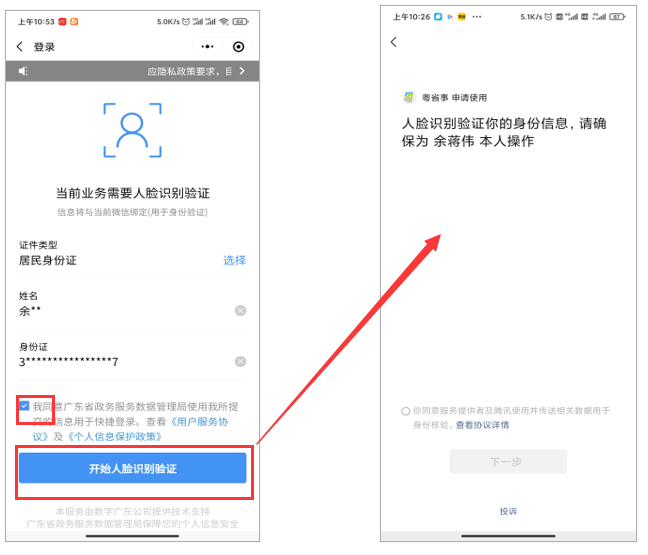 上午10:53
5.0K/s
64
登录
应隐私政策要求，
当前业务需要人脸识别验证
信息将与当前微信绑定(用于身份验证)
证件类型
居民身份证
选择
姓名
余**
身份证
3****************7
我同意广东省政务服务数据管理局使用我所提
交的信息用于快捷登录。查看《用户服务协
议》及《个人信息保护政策》
开始人脸识别验证
本服务由数字广东公司提供技术支持
广东省政务服务数据管理局保障您的个人信息安全
上午10:26
5.1K/s
67
粤省事 申请使用
人脸识别验证你的身份信息，请确
保为 余蒋伟 本人操作
你同意服务提供者及腾讯使用并传送相关数据用于
身份核验，查看协议详情
下一步
投诉